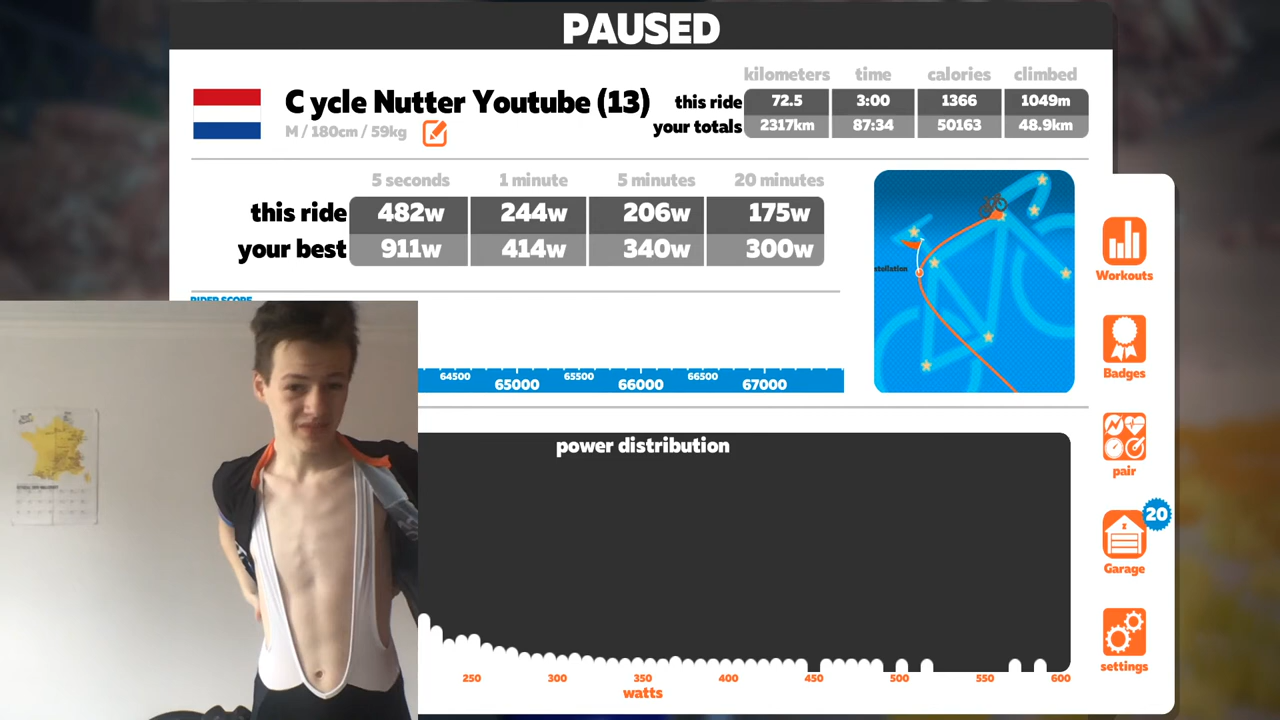 PAUSED
C ycle Nutter Youtube (13)
M / 180cm / 59kg
kilometers time calories climbed
this ride 72.5 3:00 1366 1049m
your totals 2317km 87:34 50163 48.9km
5 seconds 1 minute 5 minutes 20 minutes
this ride 482w 244w 206w 175w
your best 911w 414w 340w 300w
RIDER SCORE
64500 65000 65500 66000 66500 67000
power distribution
250 300 350 400 450 500 550 600
watts
Workouts
Badges
pair
20
Garage
settings